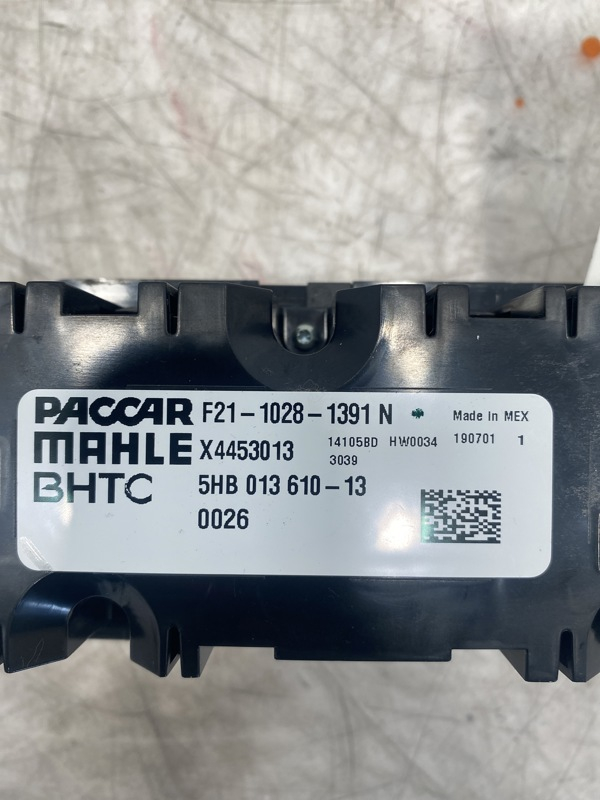 PACCAR F21-1028-1391 N Made in MEX
MAHLE X4453013 14105BD HW0034 190701 1
3039
BHTC 5HB 013 610-13
0026